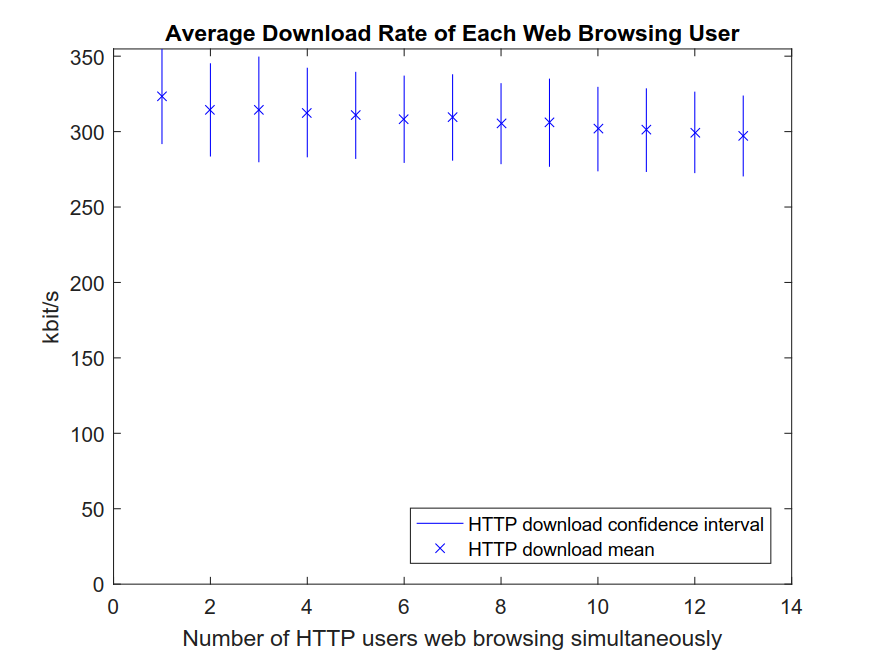 Average Download Rate of Each Web Browsing User
350
300
250
200
150
100
50
0
kbit/s
HTTP download confidence interval
HTTP download mean
0 2 4 6 8 10 12 14
Number of HTTP users web browsing simultaneously